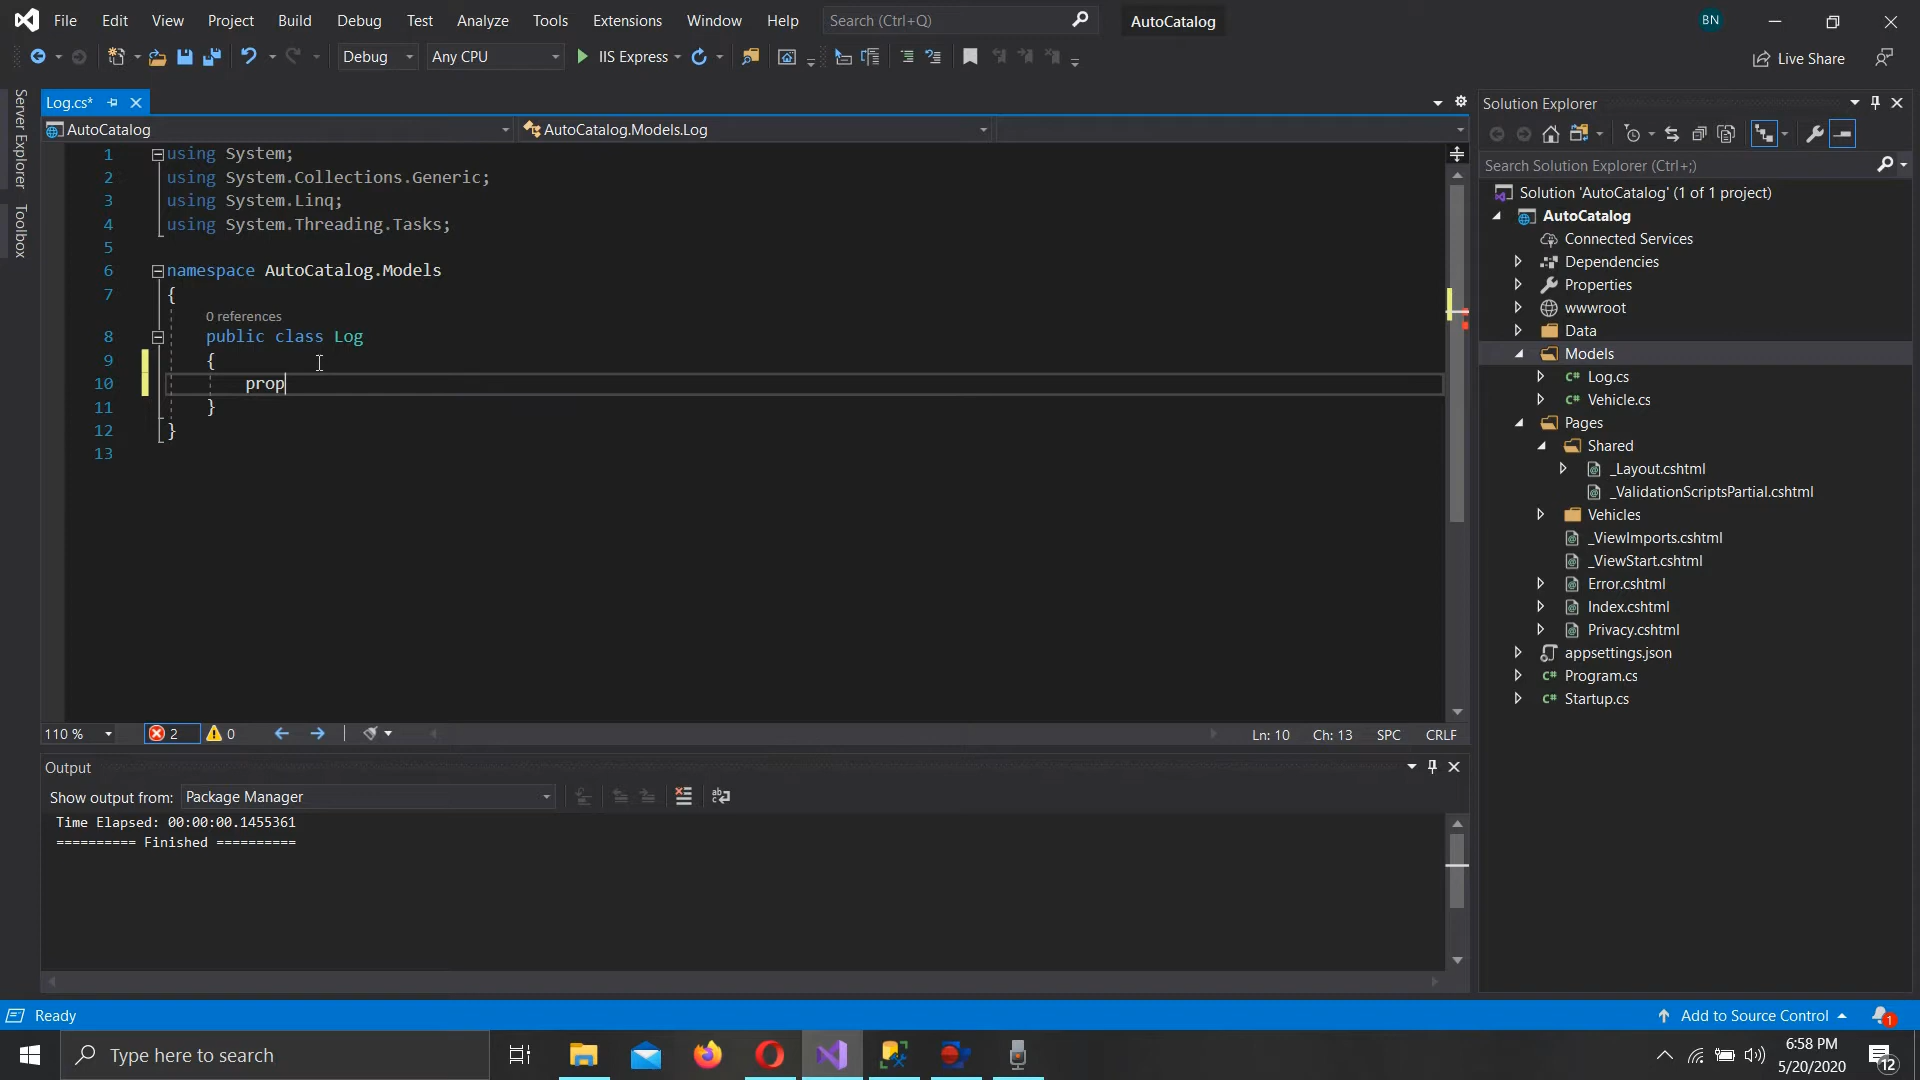 File Edit View Project Build Debug Test Analyze Tools Extensions Window Help Search (Ctrl+Q) AutoCatalog BN
Debug Any CPU IIS Express Live Share
Server Explorer
Toolbox
Log.cs*
AutoCatalog AutoCatalog.Models.Log
1 using System;
2 using System.Collections.Generic;
3 using System.Linq;
4 using System.Threading.Tasks;
5
6 namespace AutoCatalog.Models
7 {
0 references
8 public class Log
9 {
10 prop
11 }
12 }
13
110 % 2 0 Ln: 10 Ch: 13 SPC CRLF
Output
Show output from: Package Manager
Time Elapsed: 00:00:00.1455361
========== Finished ==========
Solution Explorer
Search Solution Explorer (Ctrl+;)
Solution 'AutoCatalog' (1 of 1 project)
AutoCatalog
Connected Services
Dependencies
Properties
wwwroot
Data
Models
C# Log.cs
C# Vehicle.cs
Pages
Shared
_Layout.cshtml
_ValidationScriptsPartial.cshtml
Vehicles
_ViewImports.cshtml
_ViewStart.cshtml
Error.cshtml
Index.cshtml
Privacy.cshtml
appsettings.json
C# Program.cs
C# Startup.cs
Ready Add to Source Control 1
Type here to search
6:58 PM
5/20/2020
12